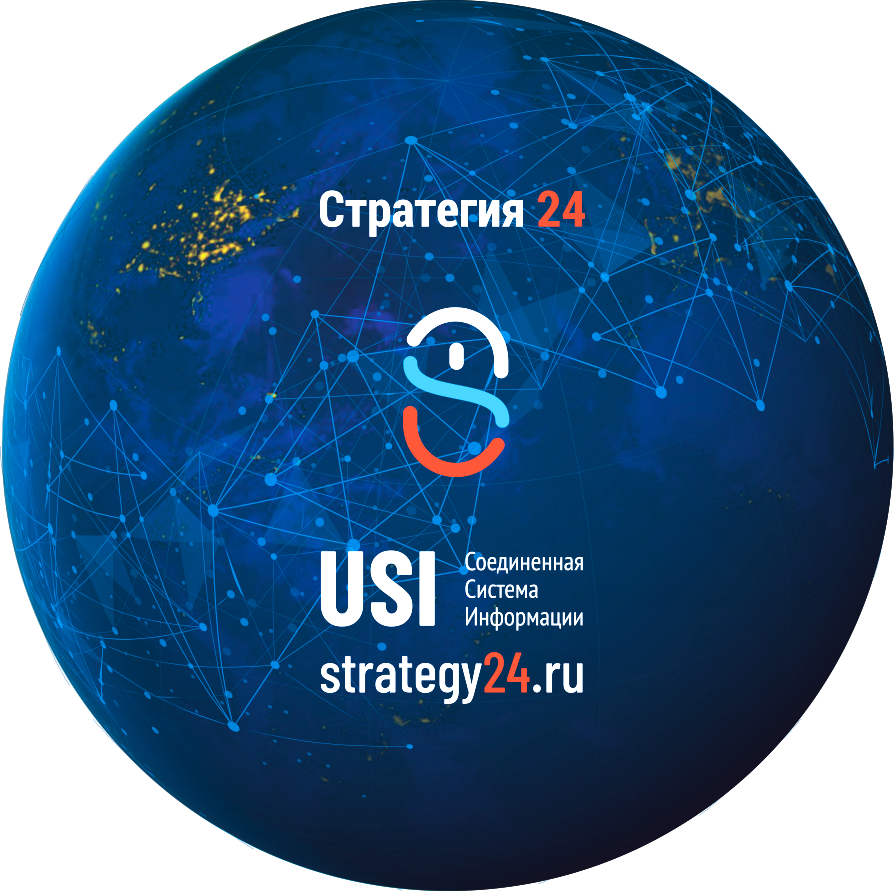 Стратегия 24
USI
Соединенная
Система
Информации
strategy24.ru